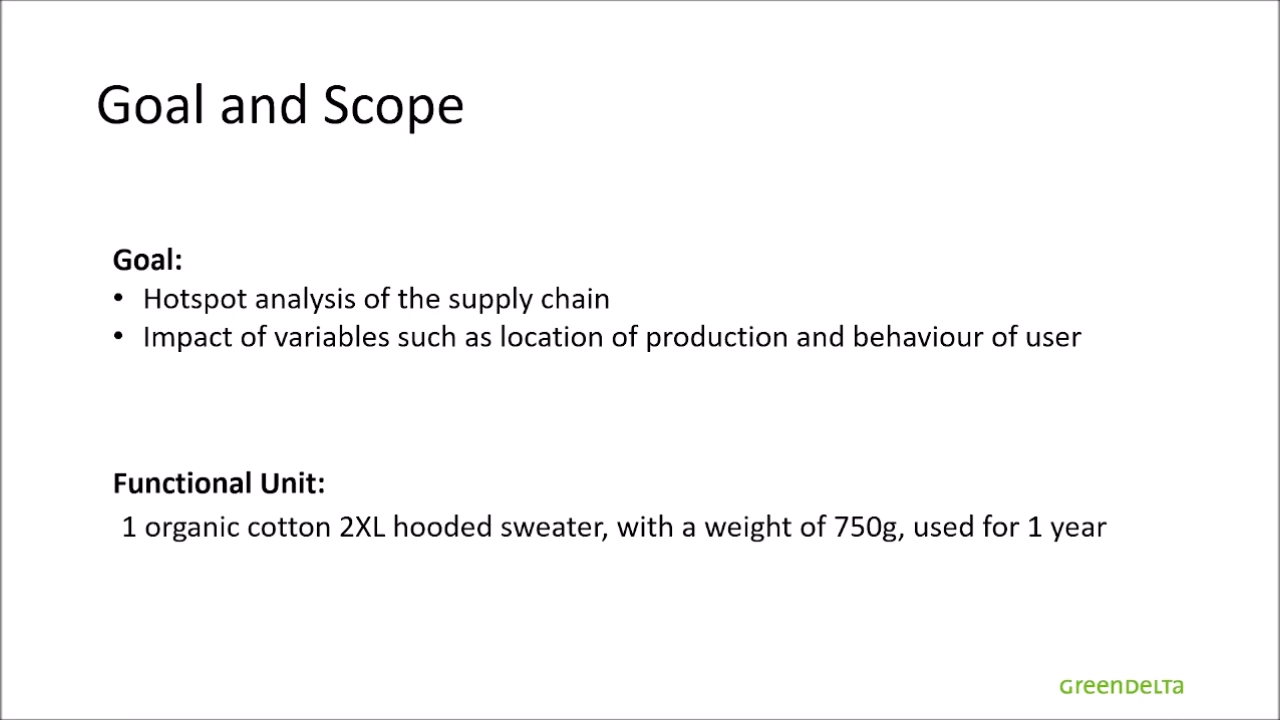 Goal and Scope
Goal:
• Hotspot analysis of the supply chain
• Impact of variables such as location of production and behaviour of user
Functional Unit:
1 organic cotton 2XL hooded sweater, with a weight of 750g, used for 1 year
GreenDeLTa